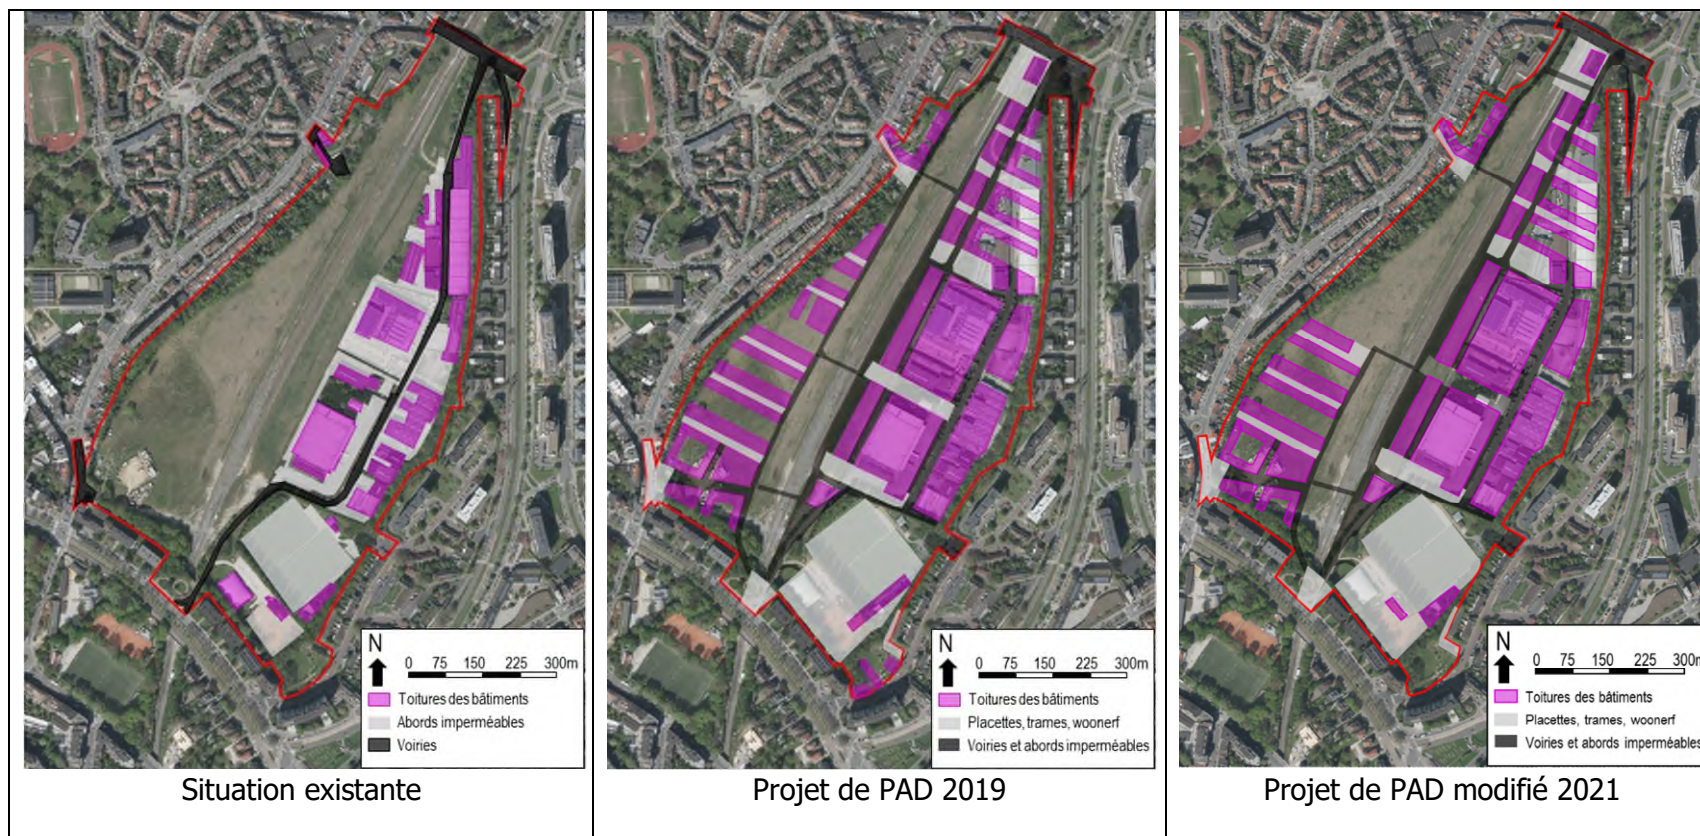 N
0 75 150 225 300m
Toitures des bâtiments
Abords imperméables
Voiries
Situation existante
N
0 75 150 225 300m
Toitures des bâtiments
Placettes, trames, woonerf
Voiries et abords imperméables
Projet de PAD 2019
N
0 75 150 225 300m
Toitures des bâtiments
Placettes, trames, woonerf
Voiries et abords imperméables
Projet de PAD modifié 2021